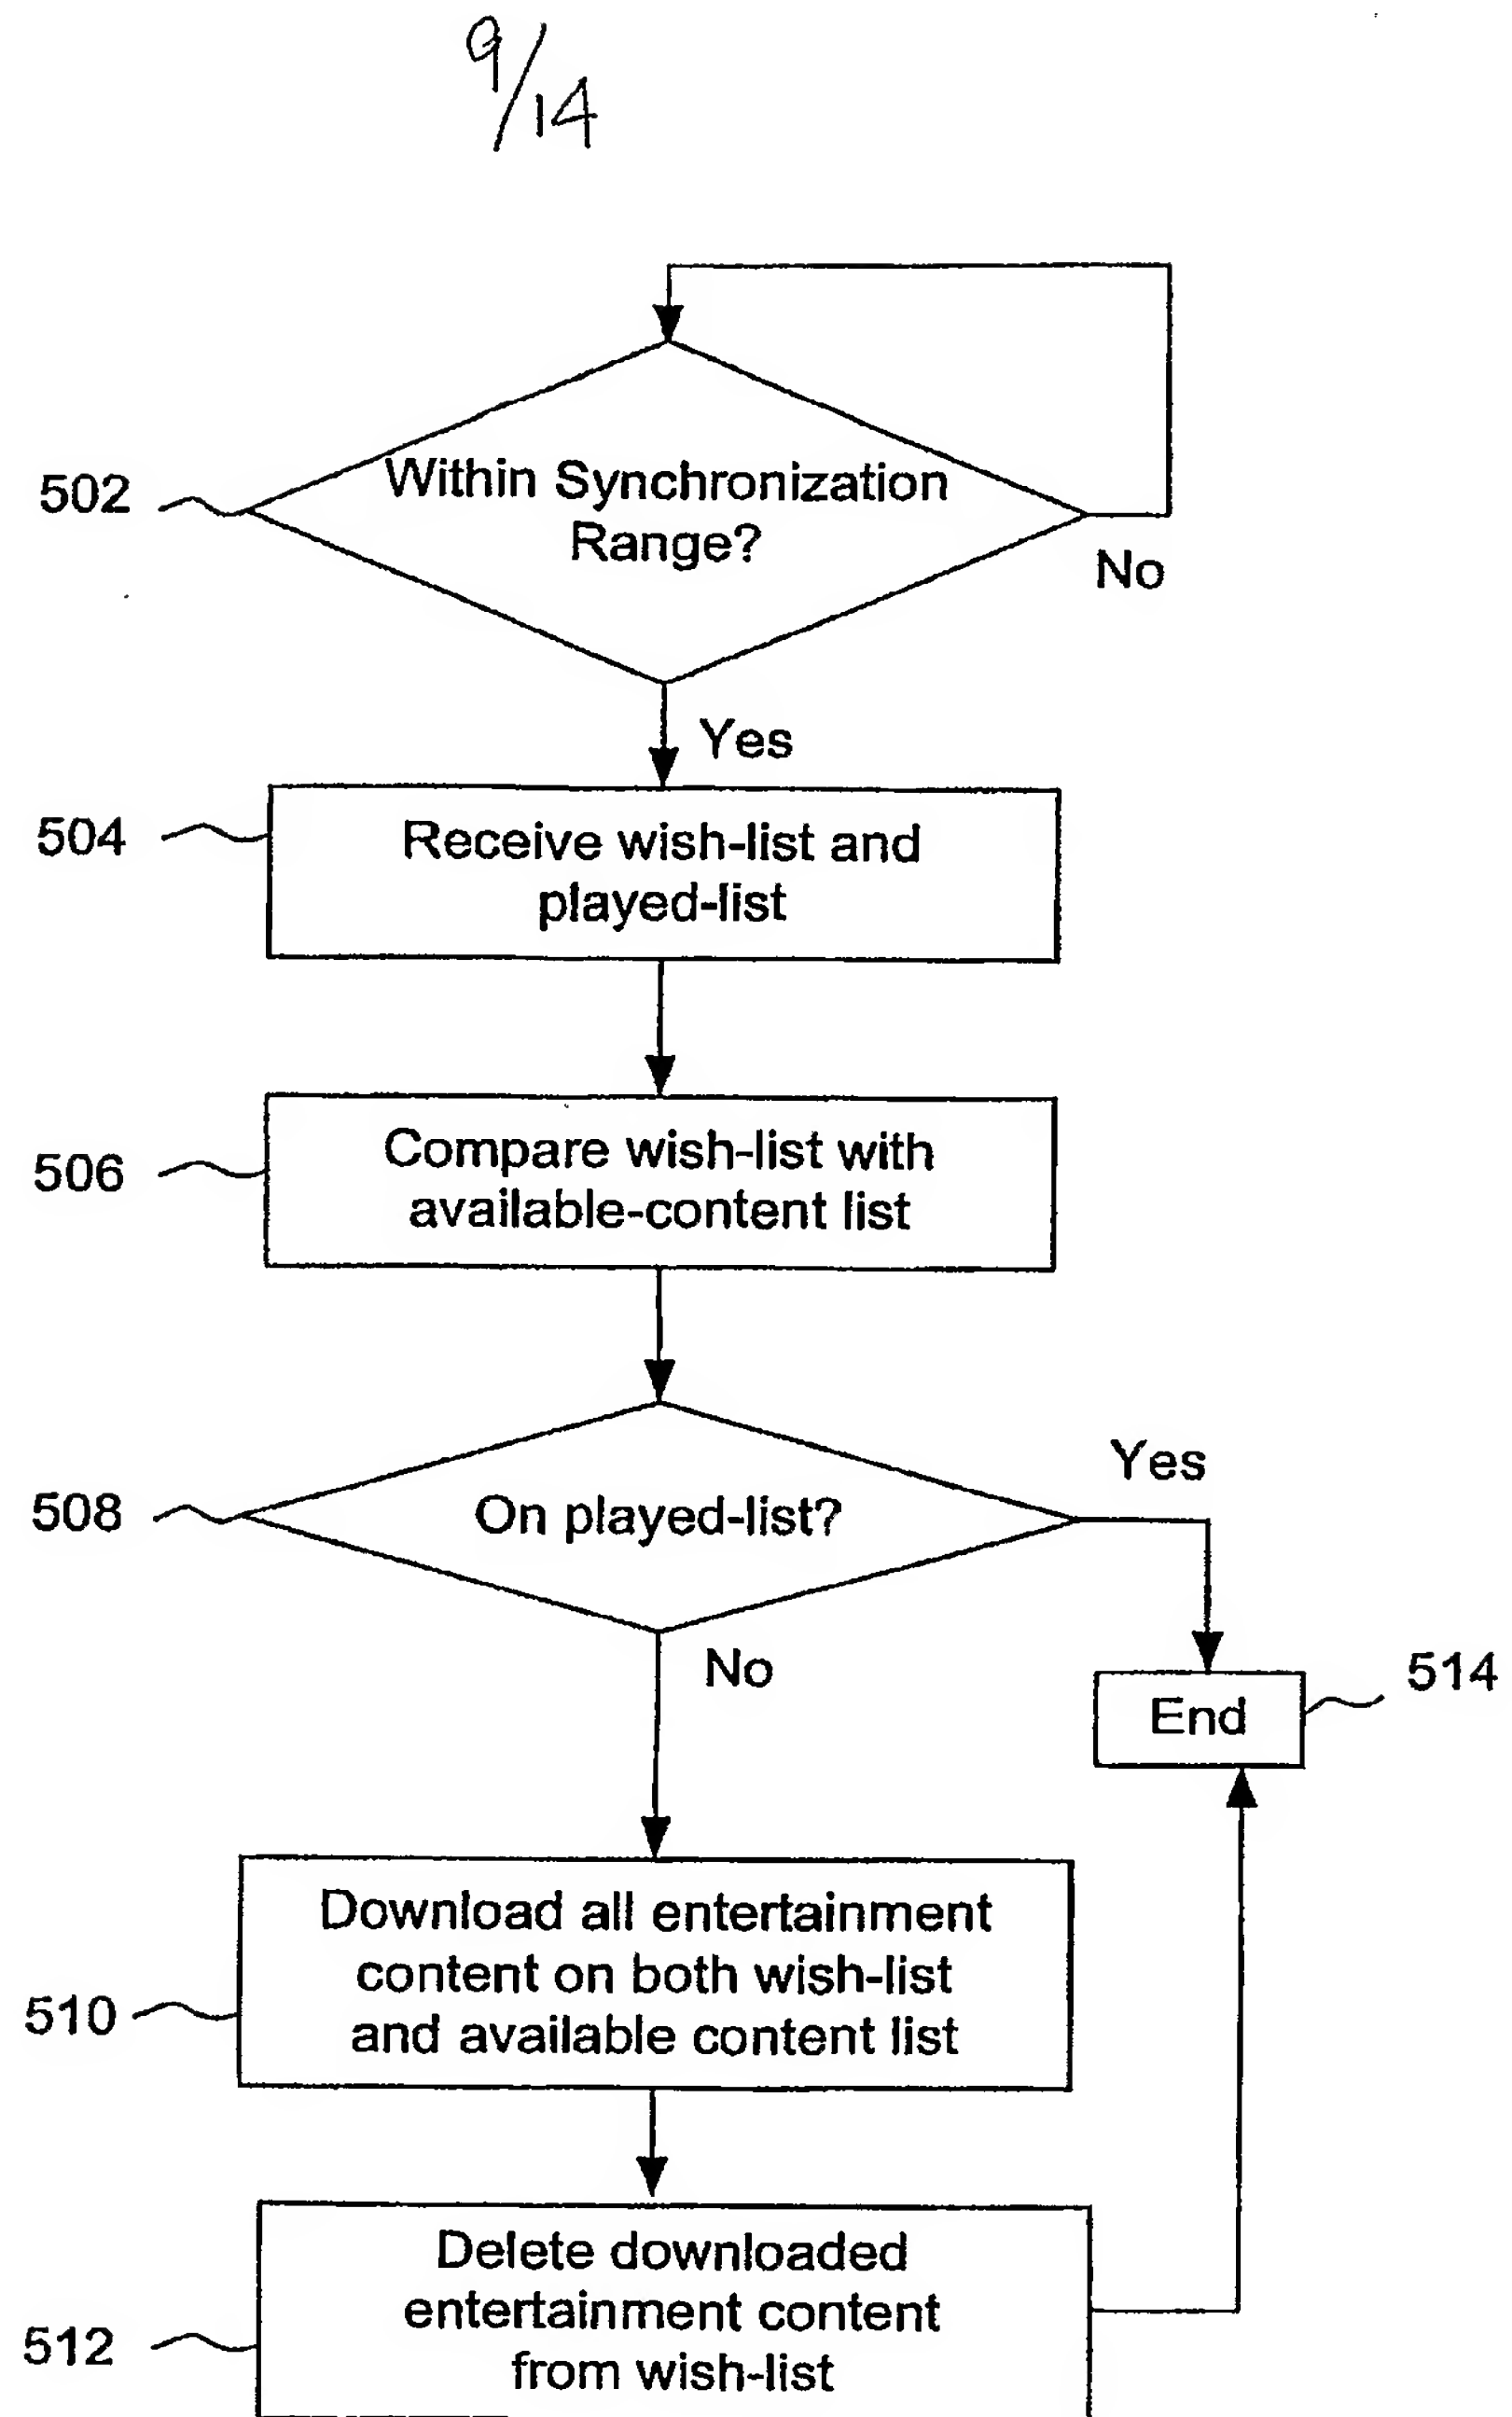 9/14
502
Within Synchronization
Range?
No
Yes
504
Receive wish-list and
played-list
506
Compare wish-list with
available-content list
508
On played-list?
Yes
No
End
514
510
Download all entertainment
content on both wish-list
and available content list
512
Delete downloaded
entertainment content
from wish-list